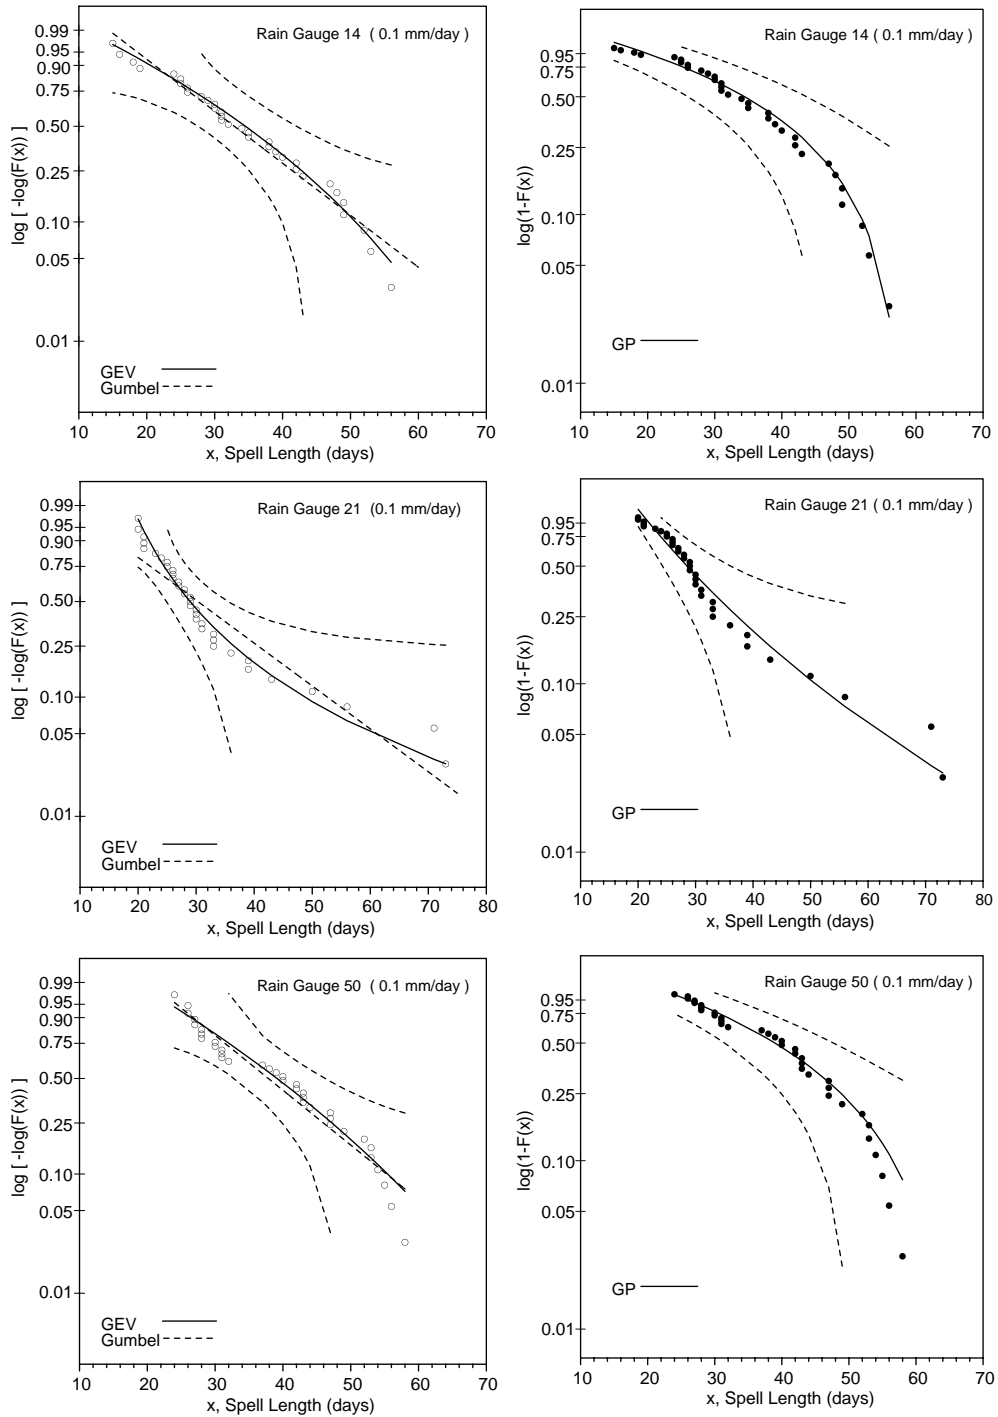 Rain Gauge 14 ( 0.1 mm/day )
0.99
0.95
0.90
0.75
0.50
0.25
0.10
0.05
0.01
log [ -log(F(x)) ]
GEV
Gumbel
10 20 30 40 50 60 70
x, Spell Length (days)
Rain Gauge 14 ( 0.1 mm/day )
0.95
0.75
0.50
0.25
0.10
0.05
0.01
log(1-F(x))
GP
10 20 30 40 50 60 70
x, Spell Length (days)
Rain Gauge 21 (0.1 mm/day)
0.99
0.95
0.90
0.75
0.50
0.25
0.10
0.05
0.01
log [ -log(F(x)) ]
GEV
Gumbel
10 20 30 40 50 60 70 80
x, Spell Length (days)
Rain Gauge 21 ( 0.1 mm/day )
0.95
0.75
0.50
0.25
0.10
0.05
0.01
log(1-F(x))
GP
10 20 30 40 50 60 70 80
x, Spell Length (days)
Rain Gauge 50 ( 0.1 mm/day )
0.99
0.95
0.90
0.75
0.50
0.25
0.10
0.05
0.01
log [ -log(F(x)) ]
GEV
Gumbel
10 20 30 40 50 60 70
x, Spell Length (days)
Rain Gauge 50 ( 0.1 mm/day )
0.95
0.75
0.50
0.25
0.10
0.05
0.01
log(1-F(x))
GP
10 20 30 40 50 60 70
x, Spell Length (days)